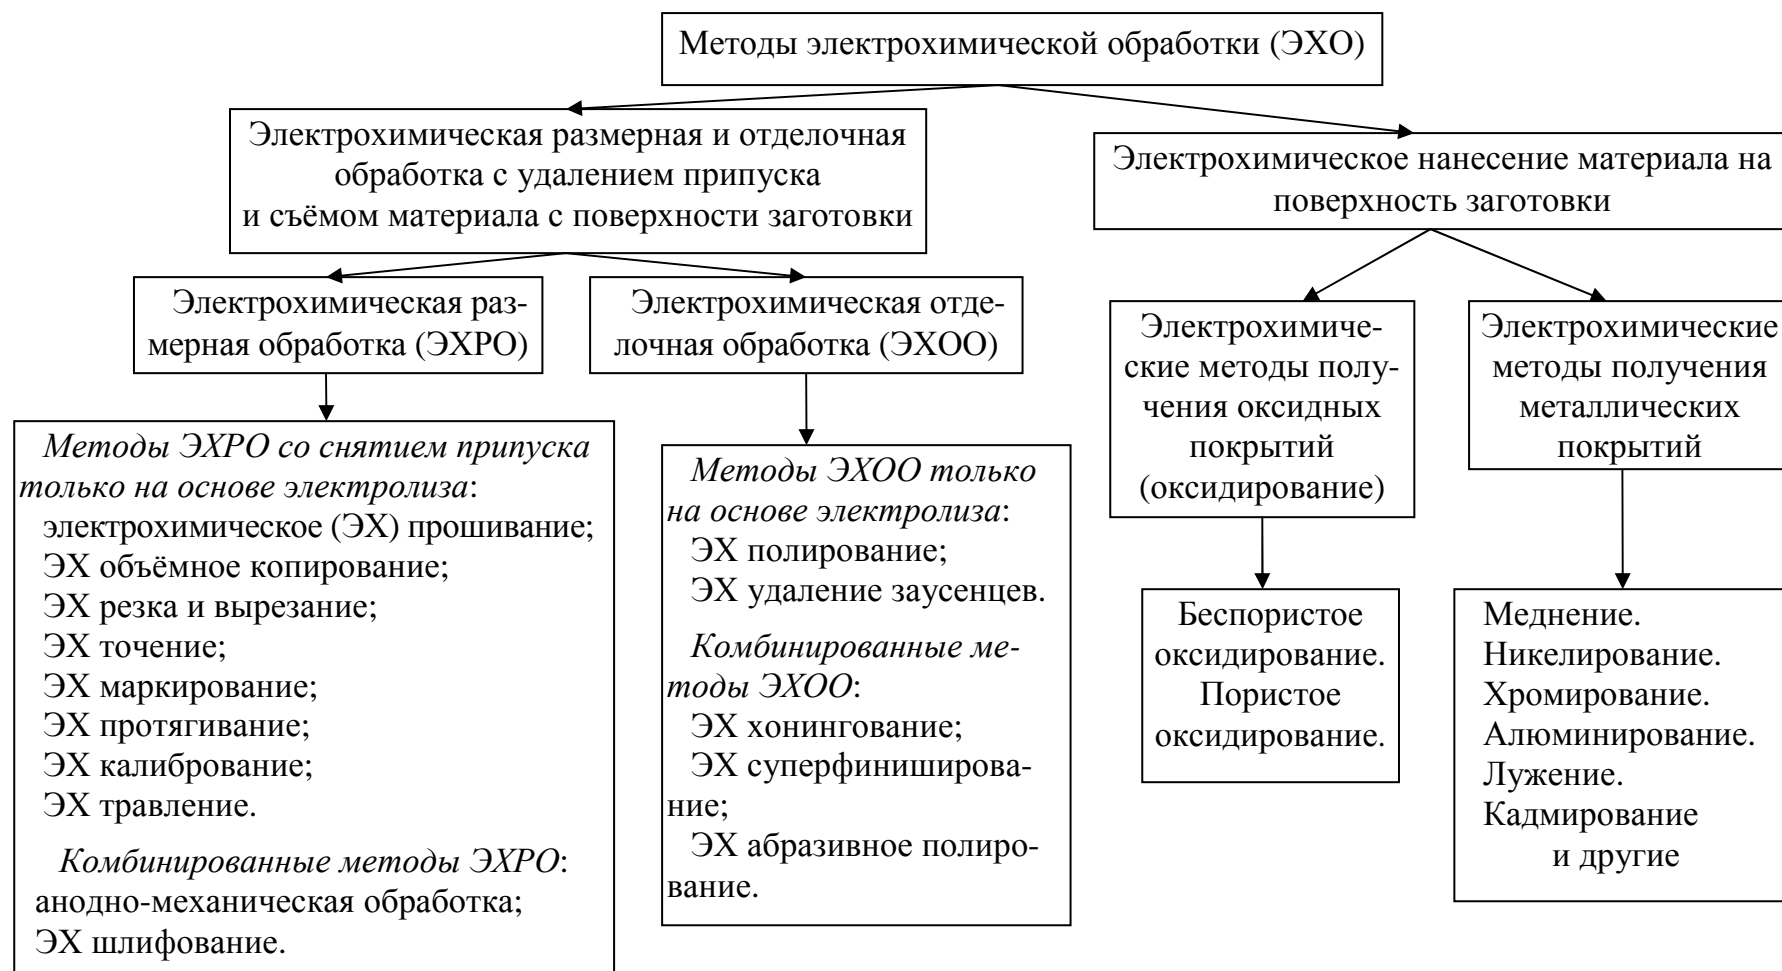 Методы электрохимической обработки (ЭХО)
Электрохимическая размерная и отделочная
обработка с удалением припуска
и съёмом материала с поверхности заготовки
Электрохимическое нанесение материала на
поверхность заготовки
Электрохимическая раз-
мерная обработка (ЭХРО)
Электрохимическая отде-
лочная обработка (ЭХОО)
Электрохимиче-
ские методы полу-
чения оксидных
покрытий
(оксидирование)
Электрохимические
методы получения
металлических
покрытий
Методы ЭХРО со снятием припуска
только на основе электролиза:
электрохимическое (ЭХ) прошивание;
ЭХ объёмное копирование;
ЭХ резка и вырезание;
ЭХ точение;
ЭХ маркирование;
ЭХ протягивание;
ЭХ калибрование;
ЭХ травление.
Комбинированные методы ЭХРО:
анодно-механическая обработка;
ЭХ шлифование.
Методы ЭХОО только
на основе электролиза:
ЭХ полирование;
ЭХ удаление заусенцев.
Комбинированные ме-
тоды ЭХОО:
ЭХ хонингование;
ЭХ суперфиниширова-
ние;
ЭХ абразивное полиро-
вание.
Беспористое
оксидирование.
Пористое
оксидирование.
Меднение.
Никелирование.
Хромирование.
Алюминирование.
Лужение.
Кадмирование
и другие